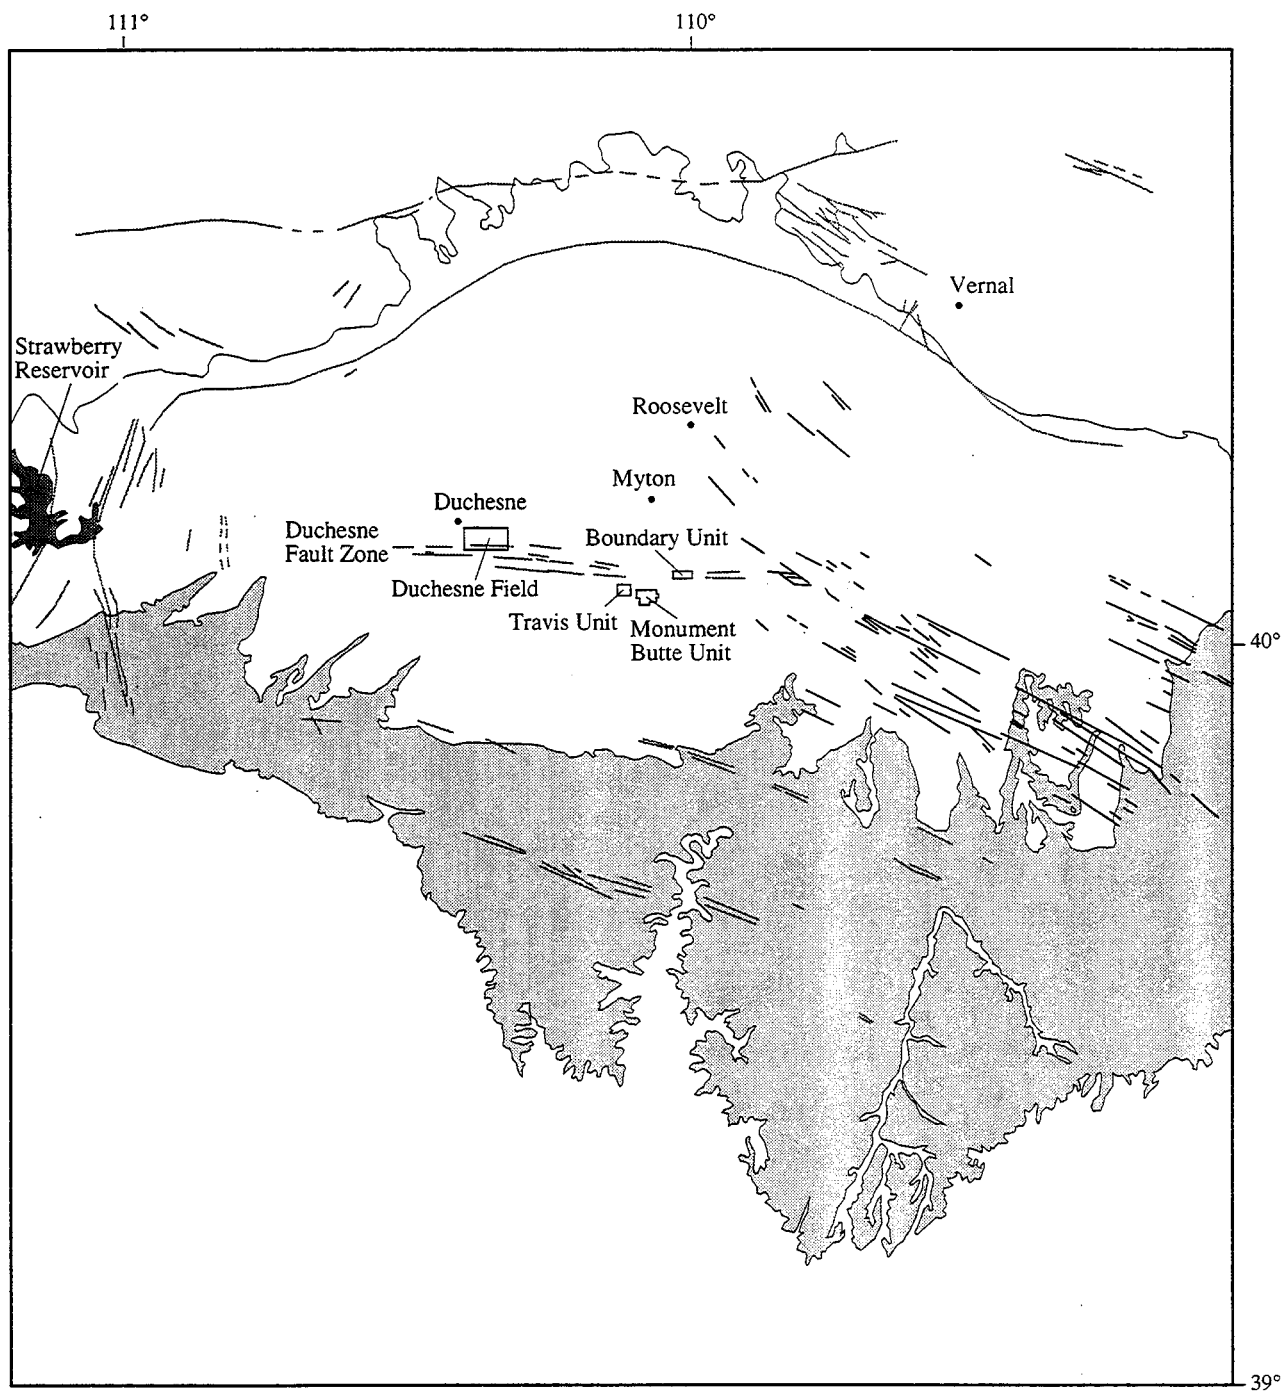 111°
110°
Vernal
Strawberry
Reservoir
Roosevelt
Myton
Duchesne
Duchesne
Fault Zone
Boundary Unit
Duchesne Field
Travis Unit
Monument
Butte Unit
40°
39°